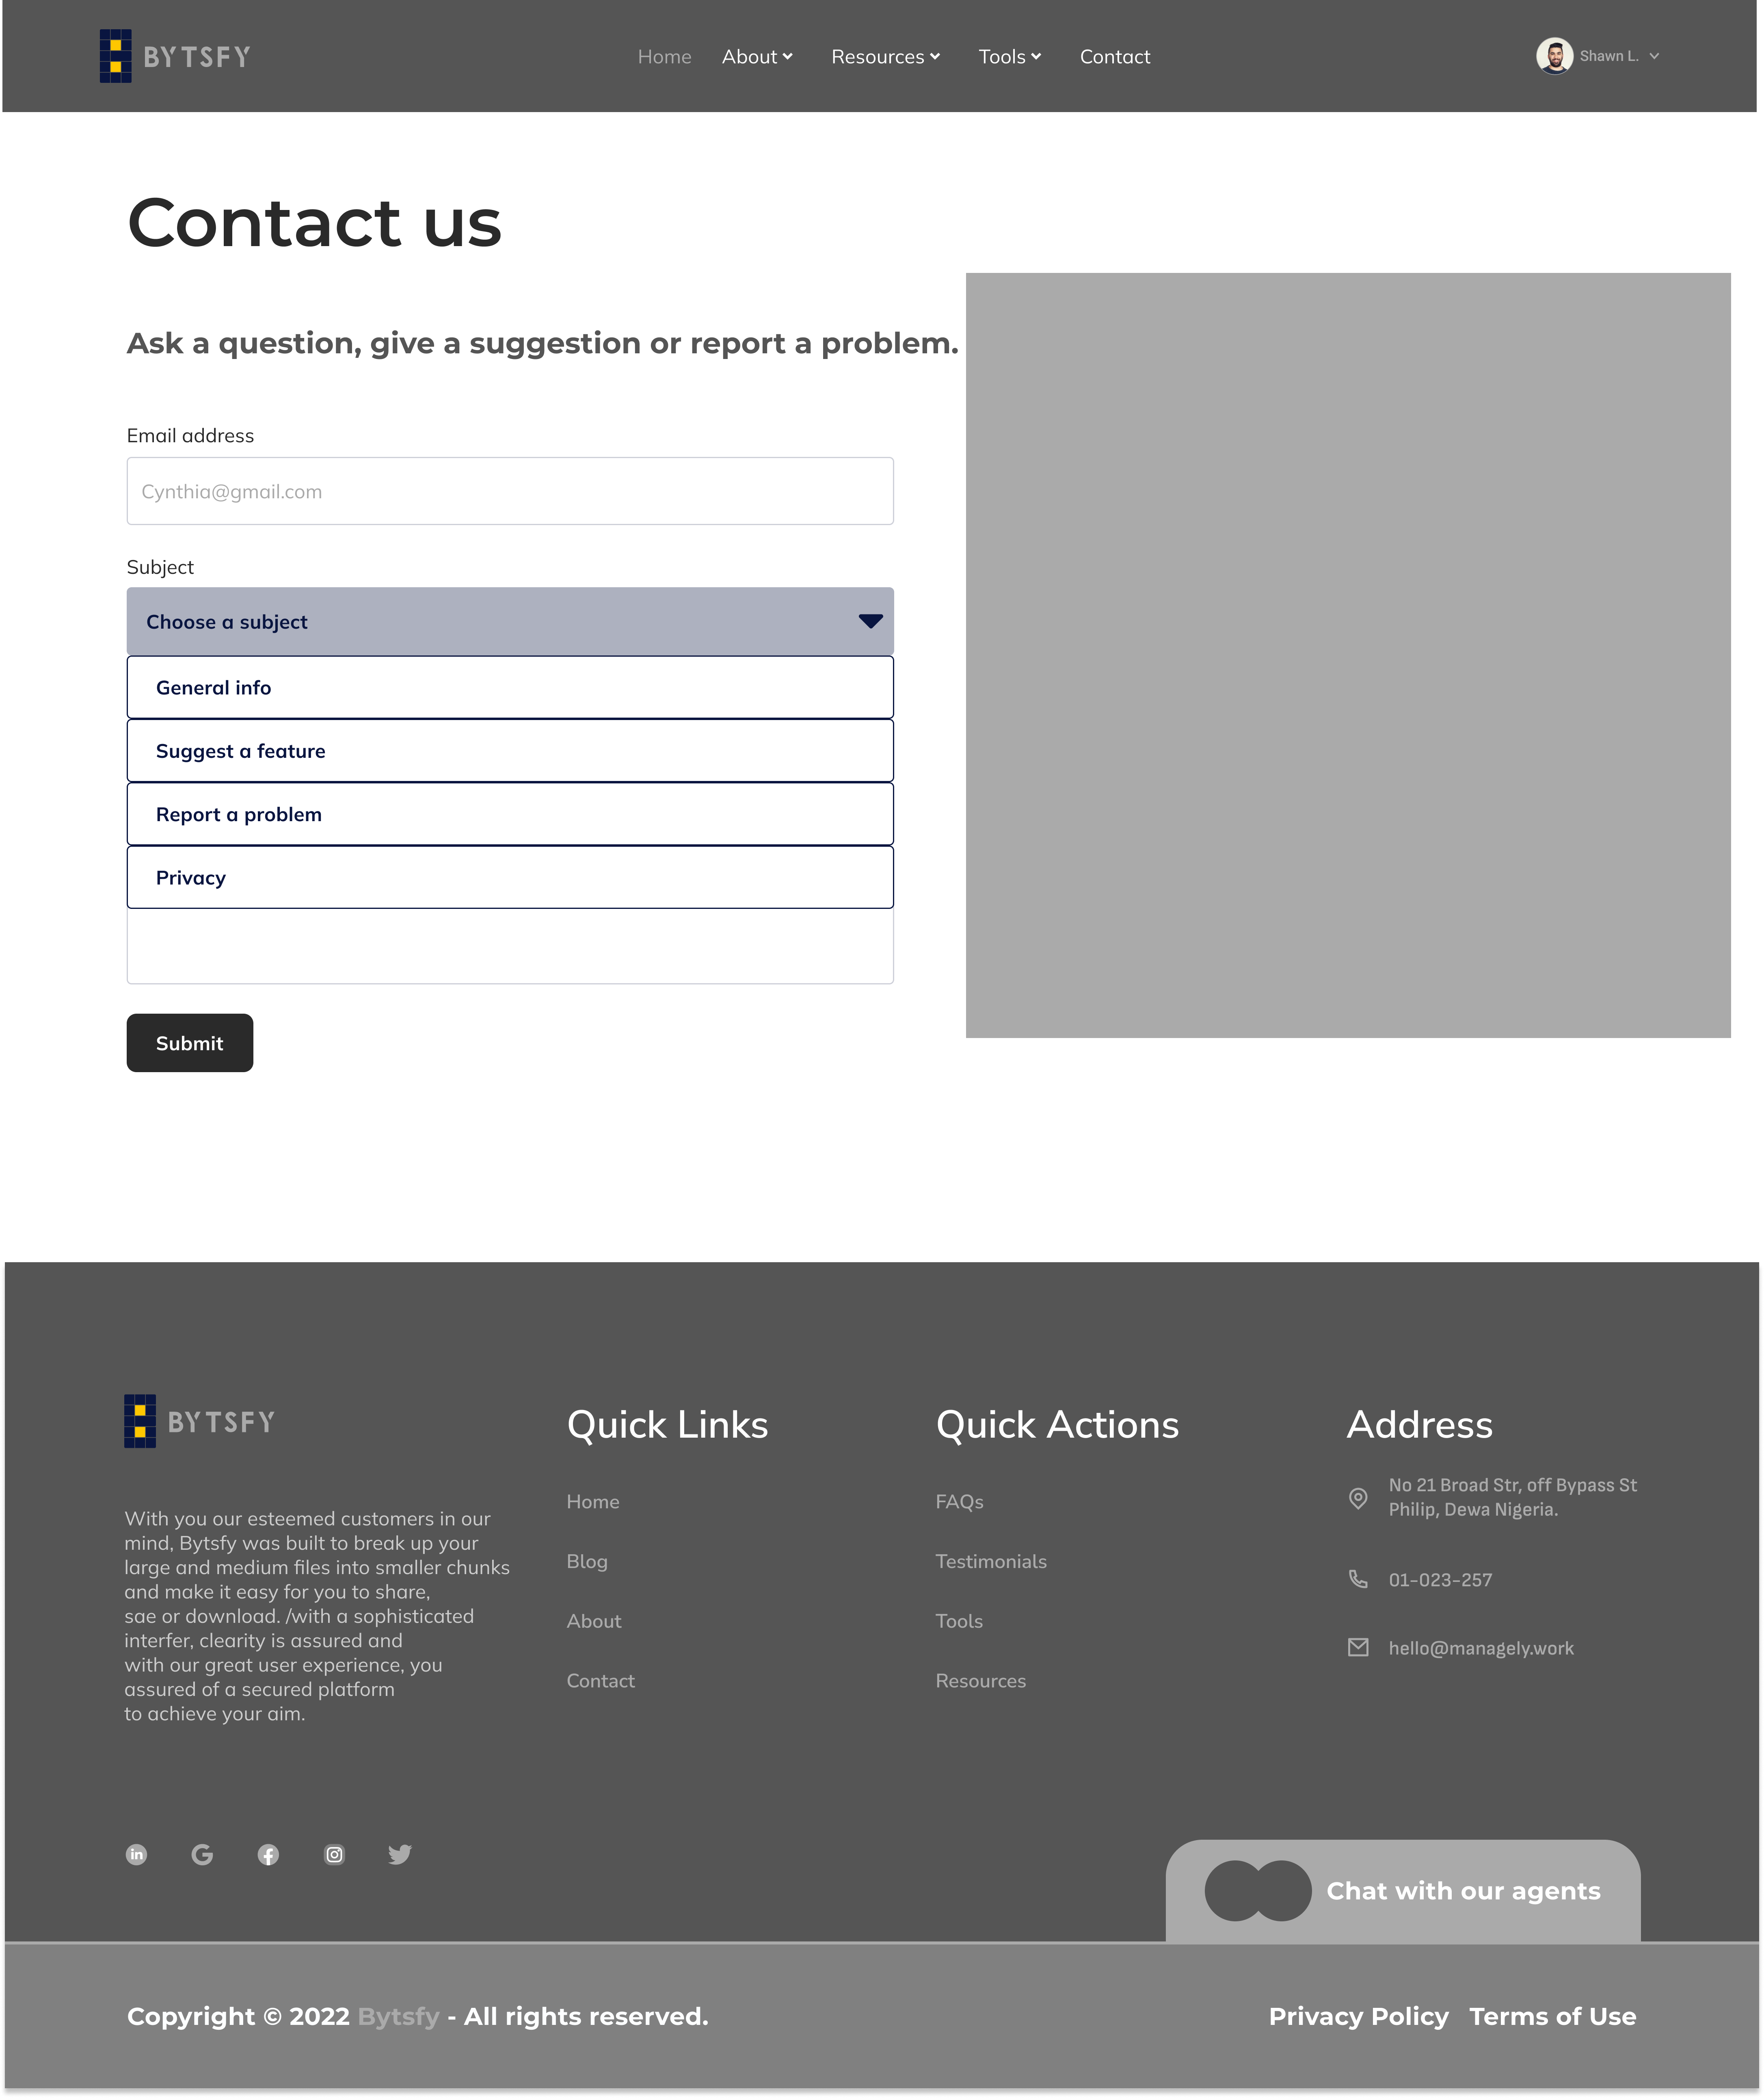 BYTSFY
Home About Resources Tools Contact
Shawn L.
Contact us
Ask a question, give a suggestion or report a problem.
Email address
Cynthia@gmail.com
Subject
Choose a subject
General info
Suggest a feature
Report a problem
Privacy
Submit
BYTSFY
With you our esteemed customers in our
mind, Bytsfy was built to break up your
large and medium files into smaller chunks
and make it easy for you to share,
sae or download. /with a sophisticated
interfer, clearity is assured and
with our great user experience, you
assured of a secured platform
to achieve your aim.
Quick Links
Home
Blog
About
Contact
Quick Actions
FAQs
Testimonials
Tools
Resources
Address
No 21 Broad Str, off Bypass St
Philip, Dewa Nigeria.
01-023-257
hello@managely.work
in G f
Chat with our agents
Copyright © 2022 Bytsfy - All rights reserved.
Privacy Policy Terms of Use